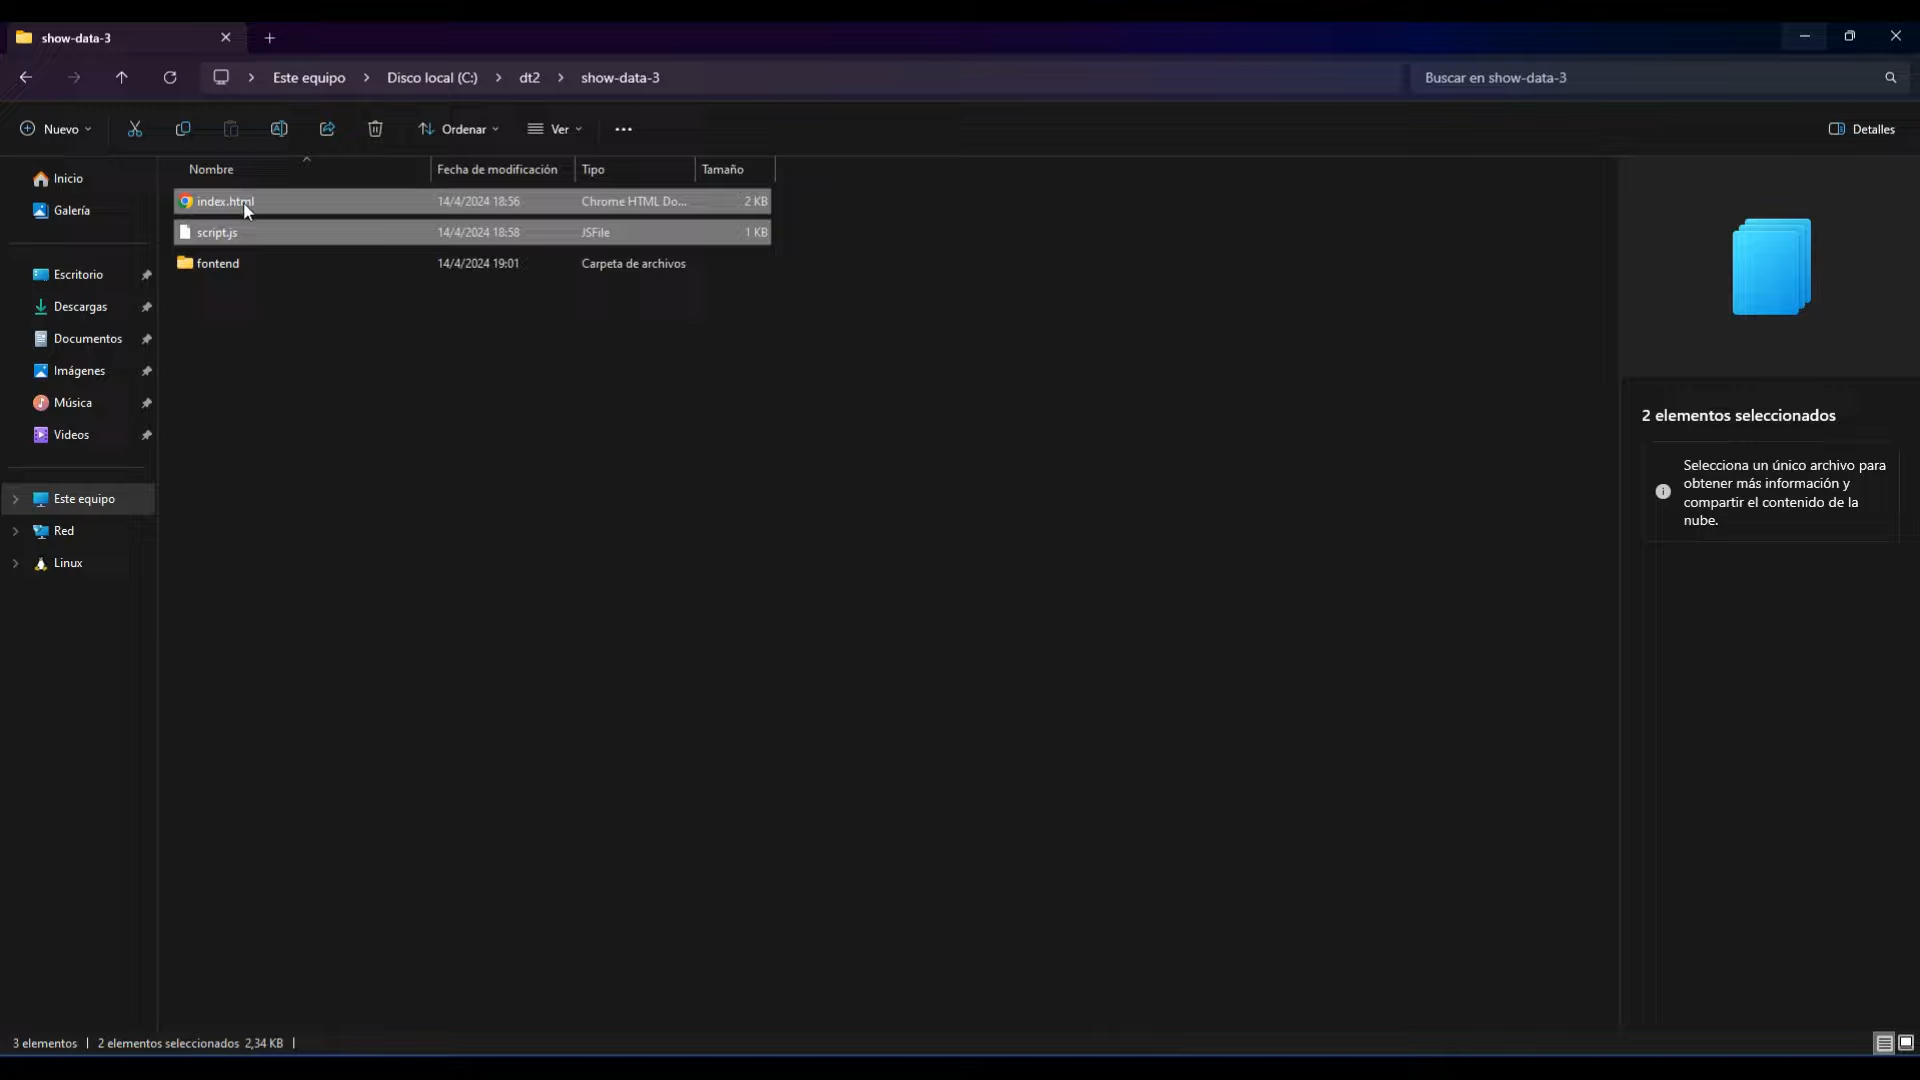 show-data-3
Este equipo > Disco local (C:) > dt2 > show-data-3
Buscar en show-data-3
Nuevo
Ordenar
Ver
Detalles
Inicio
Galería
Escritorio
Descargas
Documentos
Imágenes
Música
Videos
Este equipo
Red
Linux
Nombre Fecha de modificación Tipo Tamaño
index.html 14/4/2024 18:56 Chrome HTML Do... 2 KB
script.js 14/4/2024 18:58 JSFile 1 KB
fontend 14/4/2024 19:01 Carpeta de archivos
2 elementos seleccionados
Selecciona un único archivo para
obtener más información y
compartir el contenido de la
nube.
3 elementos | 2 elementos seleccionados 2,34 KB |